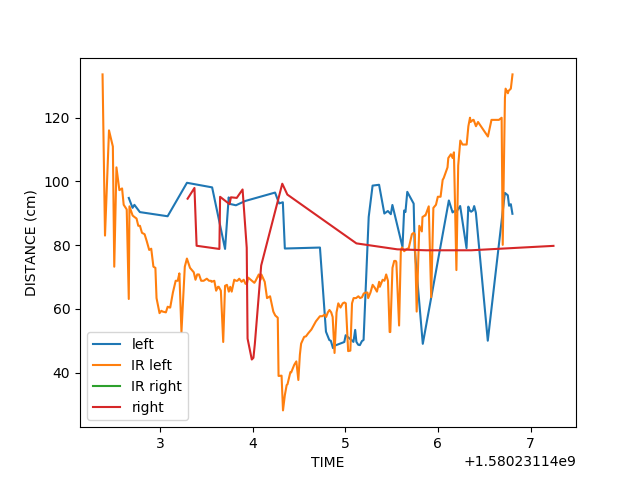 120
100
80
60
40
DISTANCE (cm)
left
IR left
IR right
right
3 4 5 6 7
TIME
+1.58023114e9